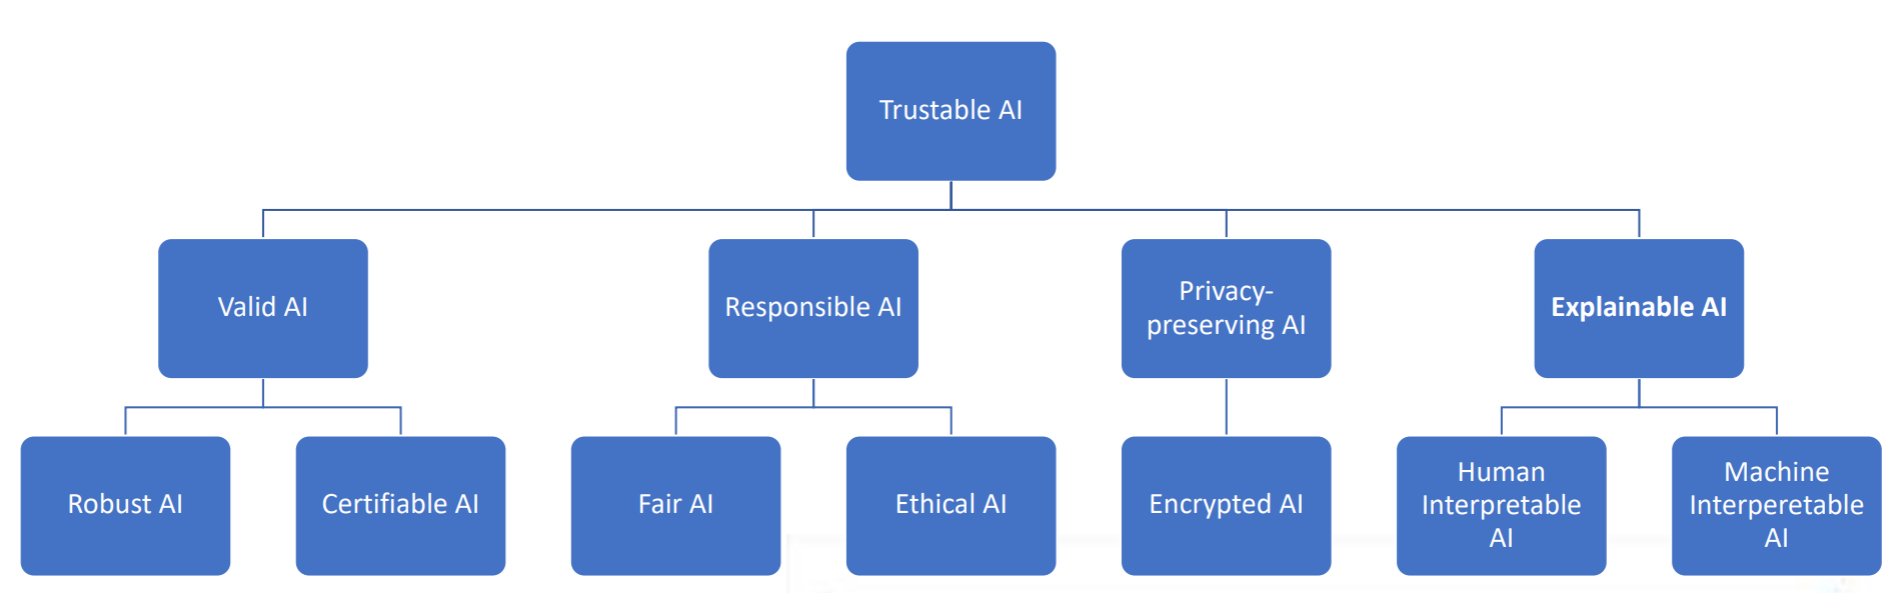 Trustable AI
Valid AI
Responsible AI
Privacy-
preserving AI
Explainable AI
Robust AI
Certifiable AI
Fair AI
Ethical AI
Encrypted AI
Human
Interpretable
AI
Machine
Interperetable
AI